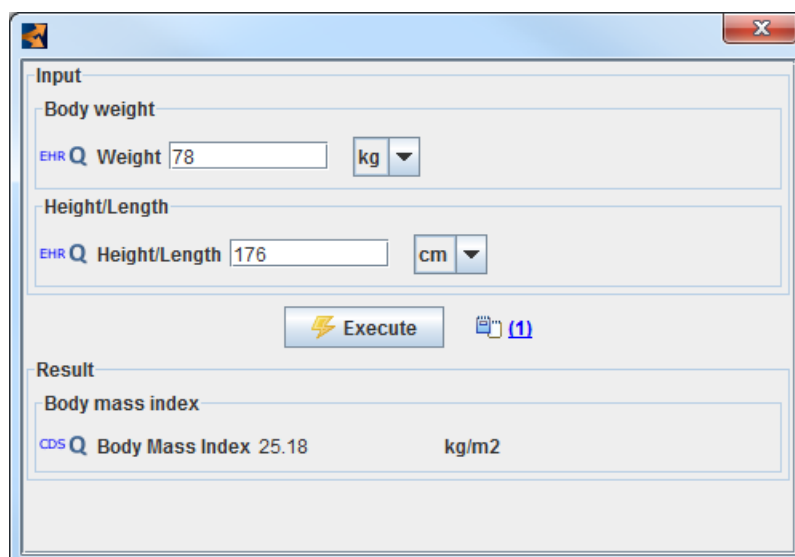 Input
Body weight
EHR Q Weight 78 kg
Height/Length
EHR Q Height/Length 176 cm
Execute (1)
Result
Body mass index
CDS Q Body Mass Index 25.18 kg/m2